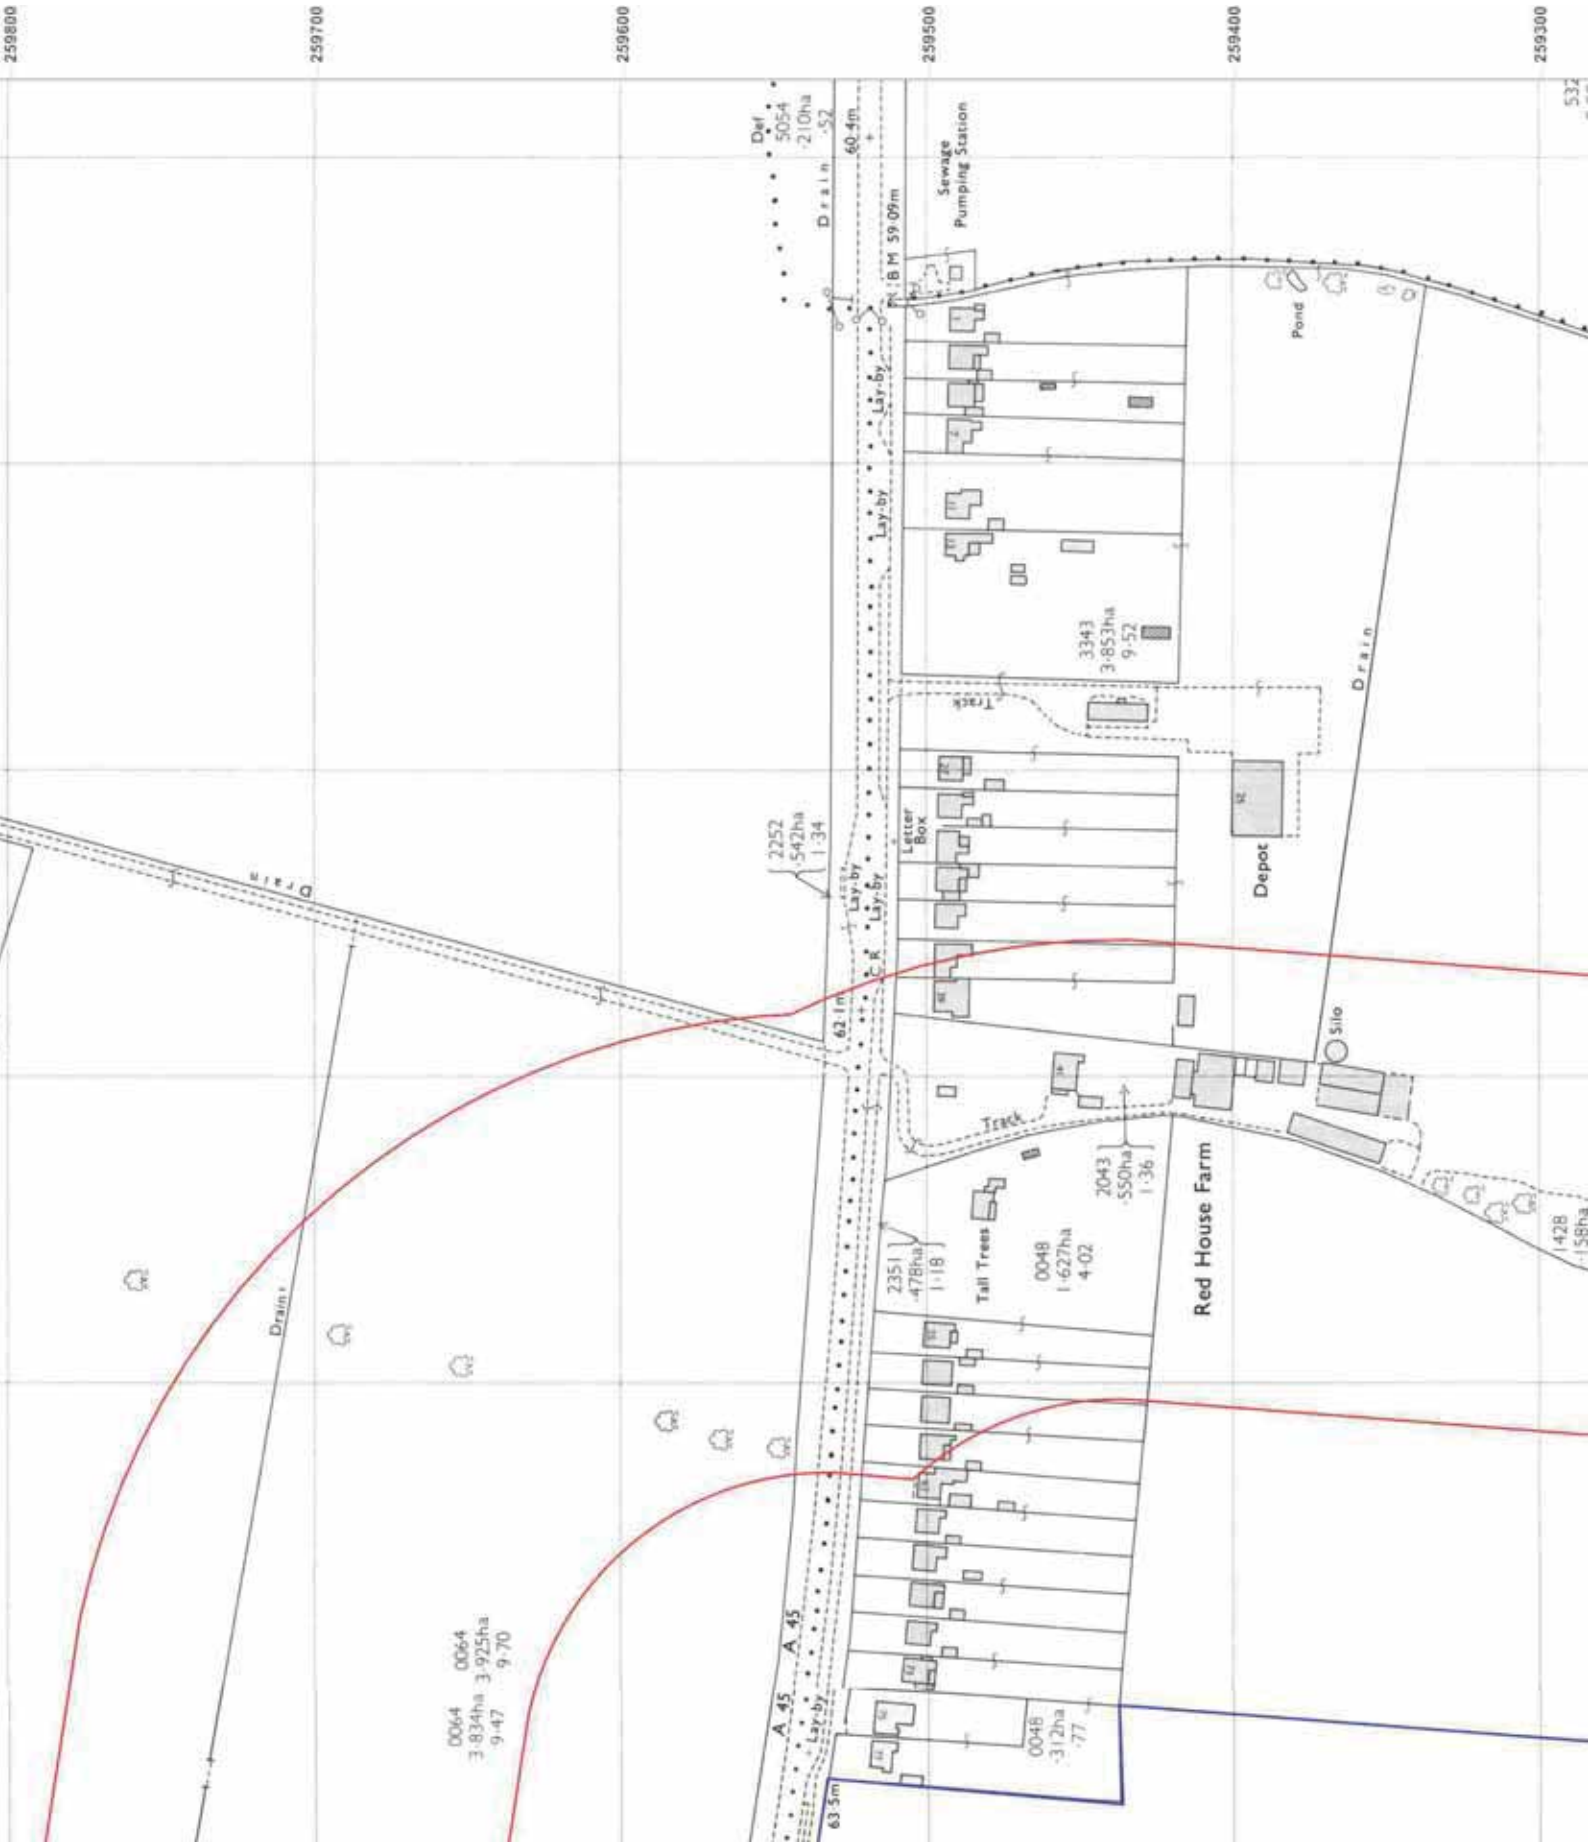 259800
259700
259600
259500
259400
259300
Def
5054
·210ha
·52
Drain
60·4m
B M 59·09m
Sewage
Pumping Station
532
Pond
Lay-by
Lay-by
3343
3·853ha
9·52
Track
Drain
Drain
2252
·542ha
1·34
Letter
Box
Lay-by
Lay-by
C R
62·1m
Depot
Silo
Track
2043
·550ha
1·36
Red House Farm
2351
·478ha
1·18
Tall Trees
0048
1·627ha
4·02
1428
·158ha
Drain
0064
3·834ha
9·47
0064
3·925ha
9·70
A 45
A 45
Lay-by
63·5m
0048
·312ha
·77